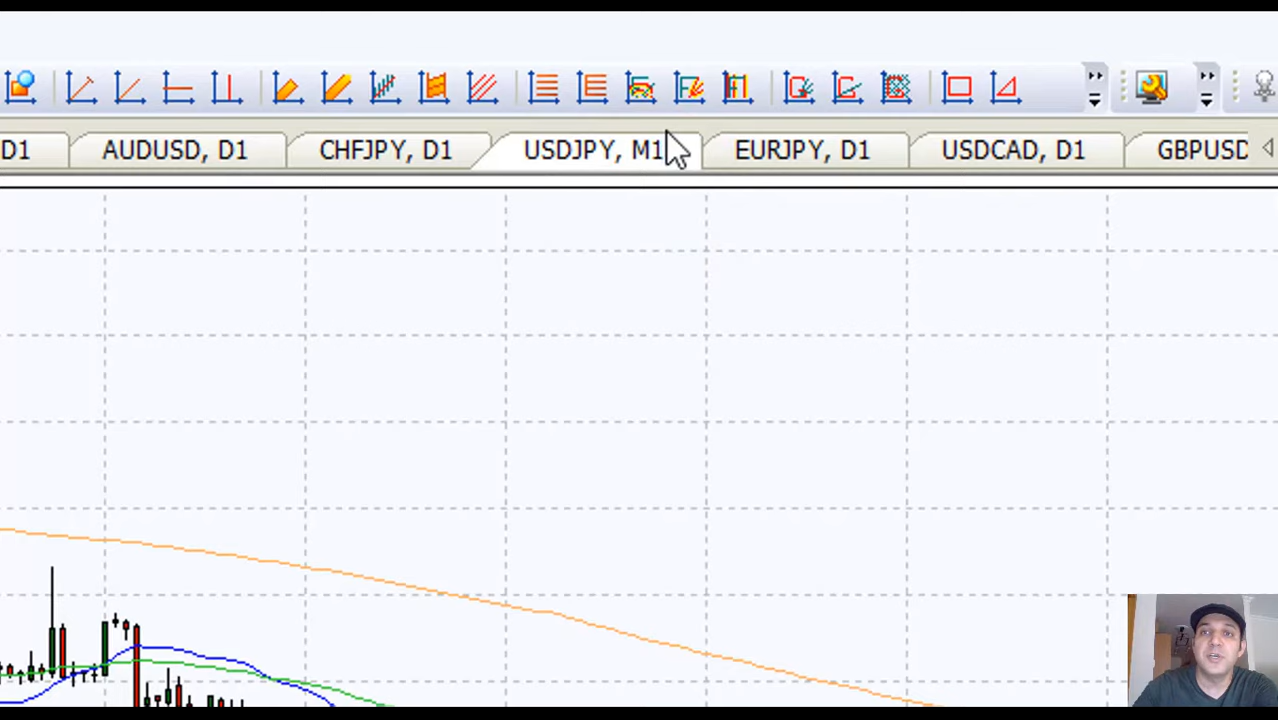 D1
AUDUSD, D1
CHFJPY, D1
USDJPY, M1
EURJPY, D1
USDCAD, D1
GBPUSD